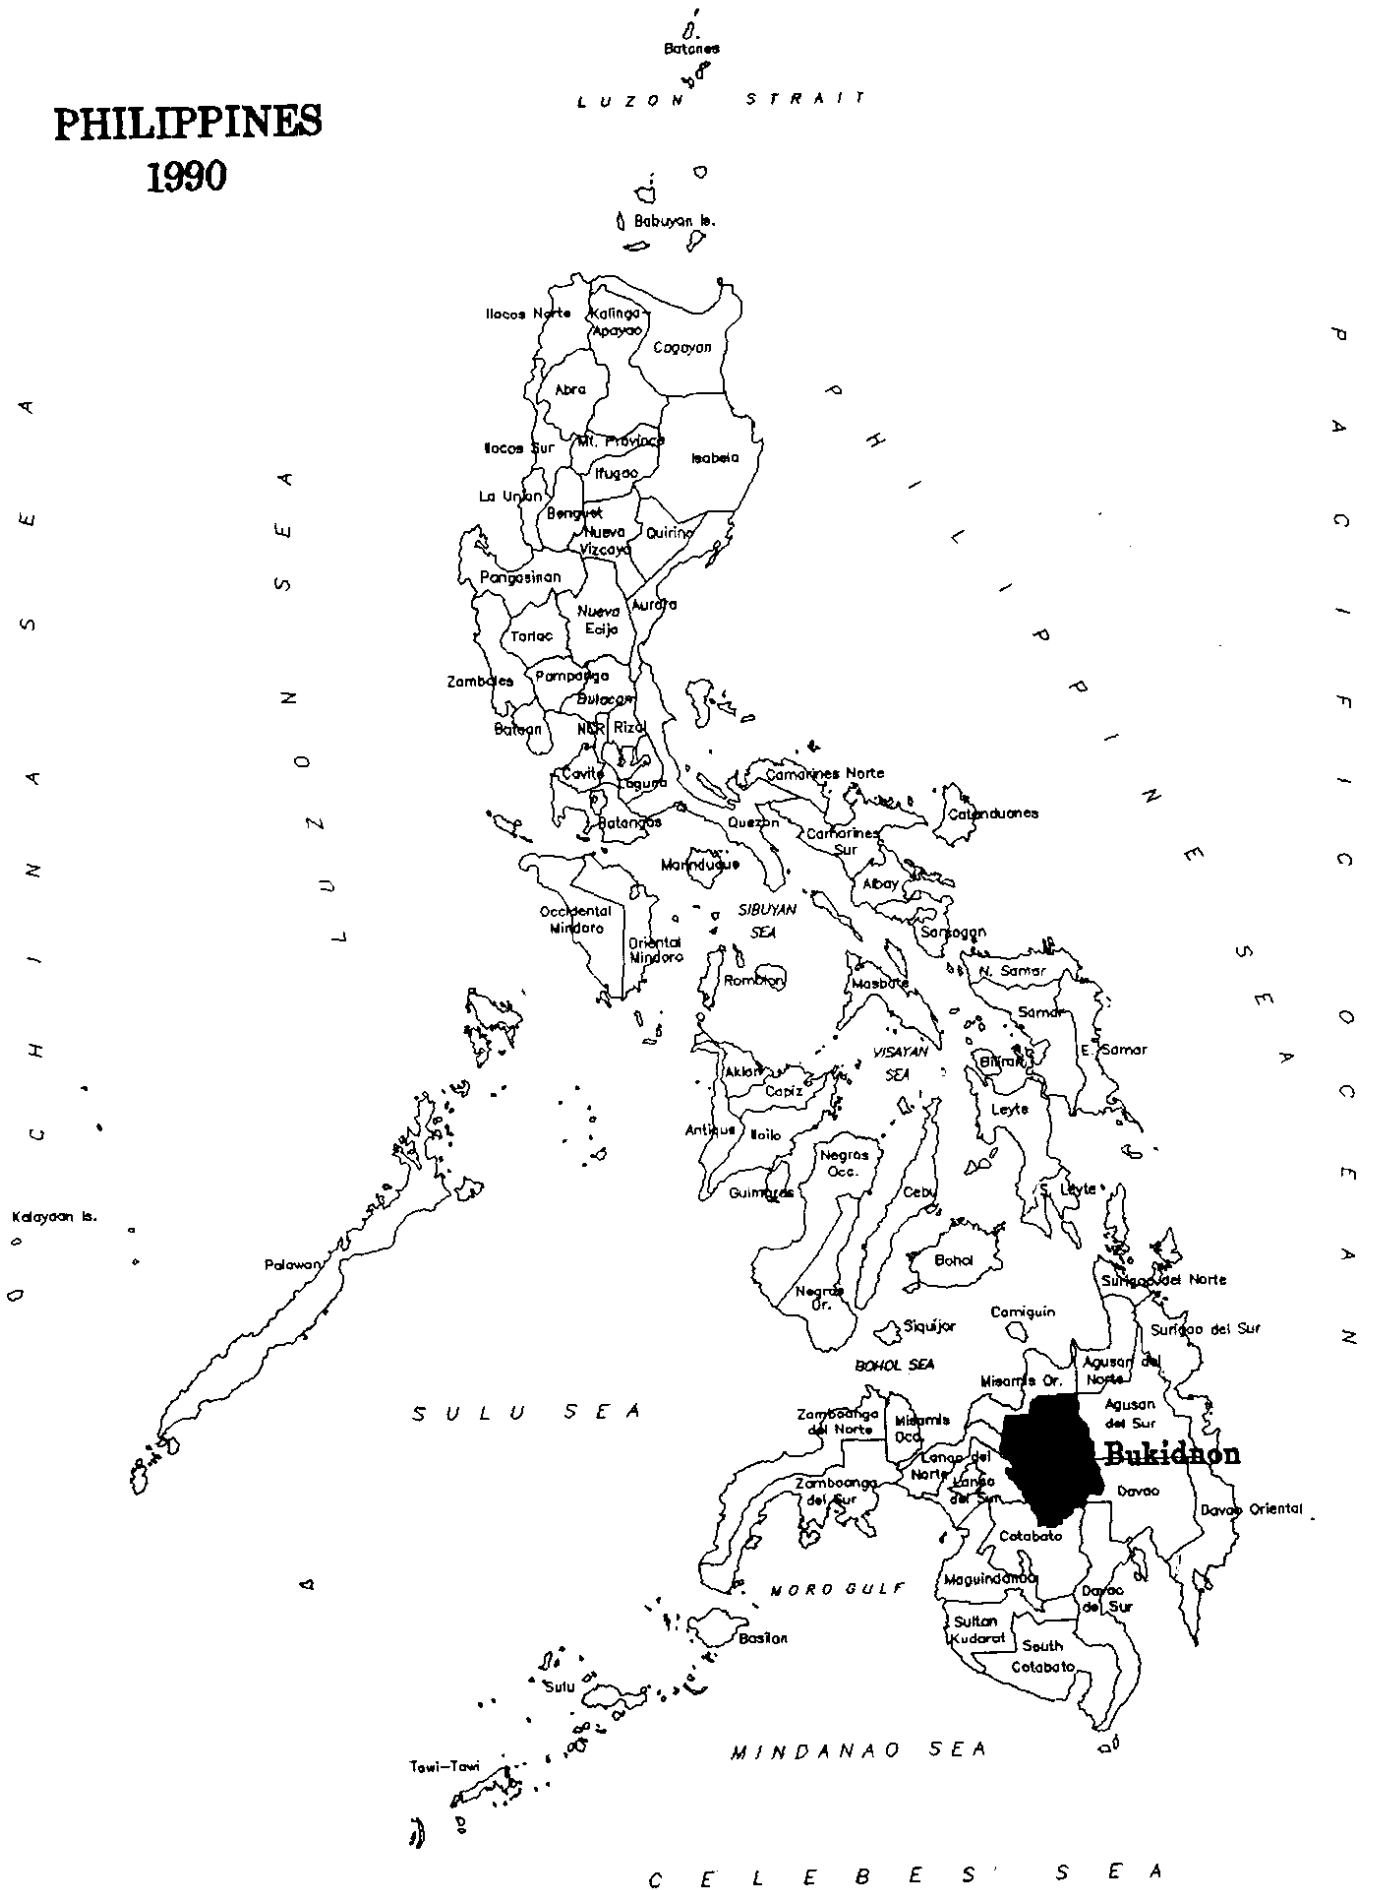 Batanes
LUZON STRAIT
PHILIPPINES
1990
Babuyan Is.
Ilocos Norte
Kalinga-
Apayao
Cagayan
Abra
Ilocos Sur
Mt. Province
Isabela
Ifugao
La Union
Benguet
Nueva
Vizcaya
Quirino
Pangasinan
Aurora
Nueva
Ecija
Tarlac
Zambales
Pampanga
Bulacan
Bataan
NCR
Rizal
Cavite
Laguna
Camarines Norte
Batangas
Quezon
Catanduanes
Camarines
Sur
Marinduque
Albay
Occidental
Mindoro
SIBUYAN
SEA
Sorsogon
Oriental
Mindoro
Romblon
Masbate
N. Samar
Samar
E. Samar
VISAYAN
SEA
Biliran
Aklan
Capiz
Leyte
Antique
Iloilo
Negros
Occ.
Guimaras
Cebu
S. Leyte
Kalayaan Is.
Palawan
Bohol
Surigao del Norte
Negros
Or.
Siquijor
Camiguin
Surigao del Sur
BOHOL SEA
Misamis Or.
Agusan del
Norte
SULU SEA
Zamboanga
del Norte
Misamis
Occ.
Agusan
del Sur
Bukidnon
Lanao del
Norte
Lanao
del Sur
Zamboanga
del Sur
Davao
Davao Oriental
Cotabato
MORO GULF
Maguindanao
Davao
del Sur
Basilan
Sultan
Kudarat
South
Cotabato
Sulu
MINDANAO SEA
Tawi-Tawi
CELEBES SEA
CHINA SEA
LUZON SEA
PHILIPPINE SEA
PACIFIC OCEAN